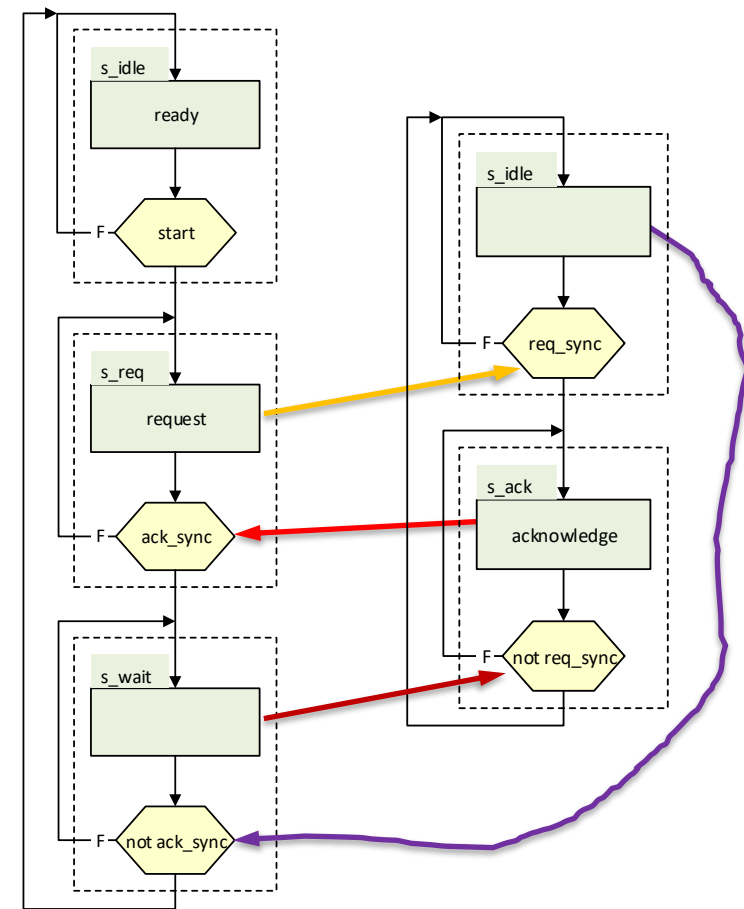 s_idle
ready
F
start
s_req
request
F
ack_sync
s_wait
F
not ack_sync
s_idle
F
req_sync
s_ack
acknowledge
F
not req_sync